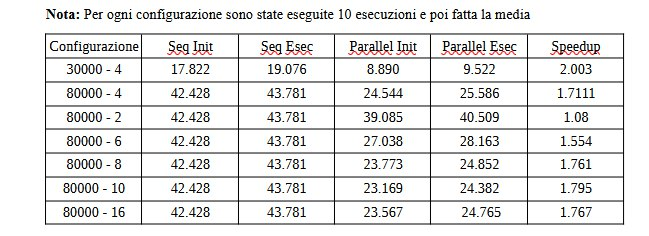 Nota: Per ogni configurazione sono state eseguite 10 esecuzioni e poi fatta la media
Configurazione Seq Init Seq Esec Parallel Init Parallel Esec Speedup
30000 - 4 17.822 19.076 8.890 9.522 2.003
80000 - 4 42.428 43.781 24.544 25.586 1.7111
80000 - 2 42.428 43.781 39.085 40.509 1.08
80000 - 6 42.428 43.781 27.038 28.163 1.554
80000 - 8 42.428 43.781 23.773 24.852 1.761
80000 - 10 42.428 43.781 23.169 24.382 1.795
80000 - 16 42.428 43.781 23.567 24.765 1.767